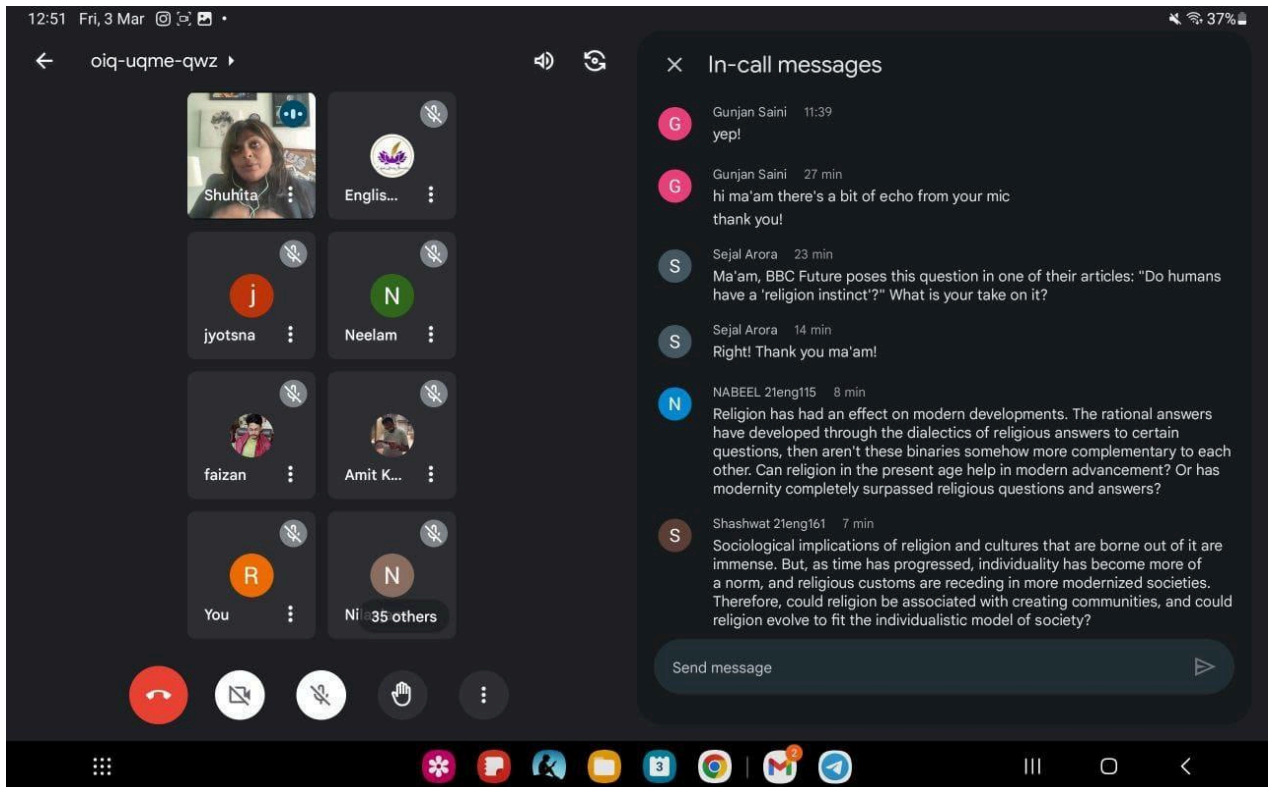 12:51 Fri, 3 Mar
37%
oiq-uqme-qwz
In-call messages
Shuhita
Englis...
jyotsna
Neelam
faizan
Amit K...
You
Ni
35 others
j
N
R
N
G
Gunjan Saini 11:39
yep!
G
Gunjan Saini 27 min
hi ma'am there's a bit of echo from your mic
thank you!
S
Sejal Arora 23 min
Ma'am, BBC Future poses this question in one of their articles: "Do humans
have a 'religion instinct'?" What is your take on it?
S
Sejal Arora 14 min
Right! Thank you ma'am!
N
NABEEL 21eng115 8 min
Religion has had an effect on modern developments. The rational answers
have developed through the dialectics of religious answers to certain
questions, then aren't these binaries somehow more complementary to each
other. Can religion in the present age help in modern advancement? Or has
modernity completely surpassed religious questions and answers?
S
Shashwat 21eng161 7 min
Sociological implications of religion and cultures that are borne out of it are
immense. But, as time has progressed, individuality has become more of
a norm, and religious customs are receding in more modernized societies.
Therefore, could religion be associated with creating communities, and could
religion evolve to fit the individualistic model of society?
Send message
3
2